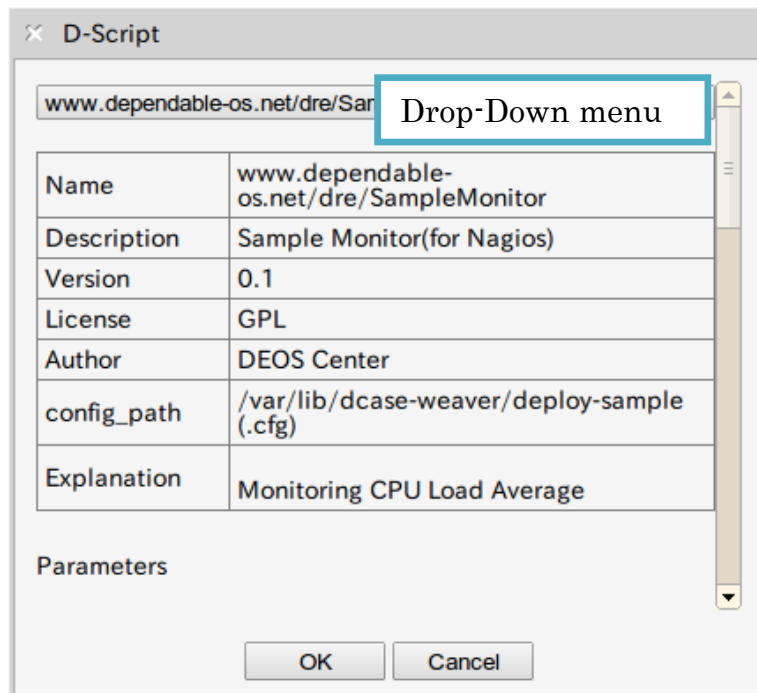 D-Script
www.dependable-os.net/dre/Sar
Drop-Down menu
Name
www.dependable-
os.net/dre/SampleMonitor
Description
Sample Monitor(for Nagios)
Version
0.1
License
GPL
Author
DEOS Center
config_path
/var/lib/dcase-weaver/deploy-sample
(.cfg)
Explanation
Monitoring CPU Load Average
Parameters
OK
Cancel